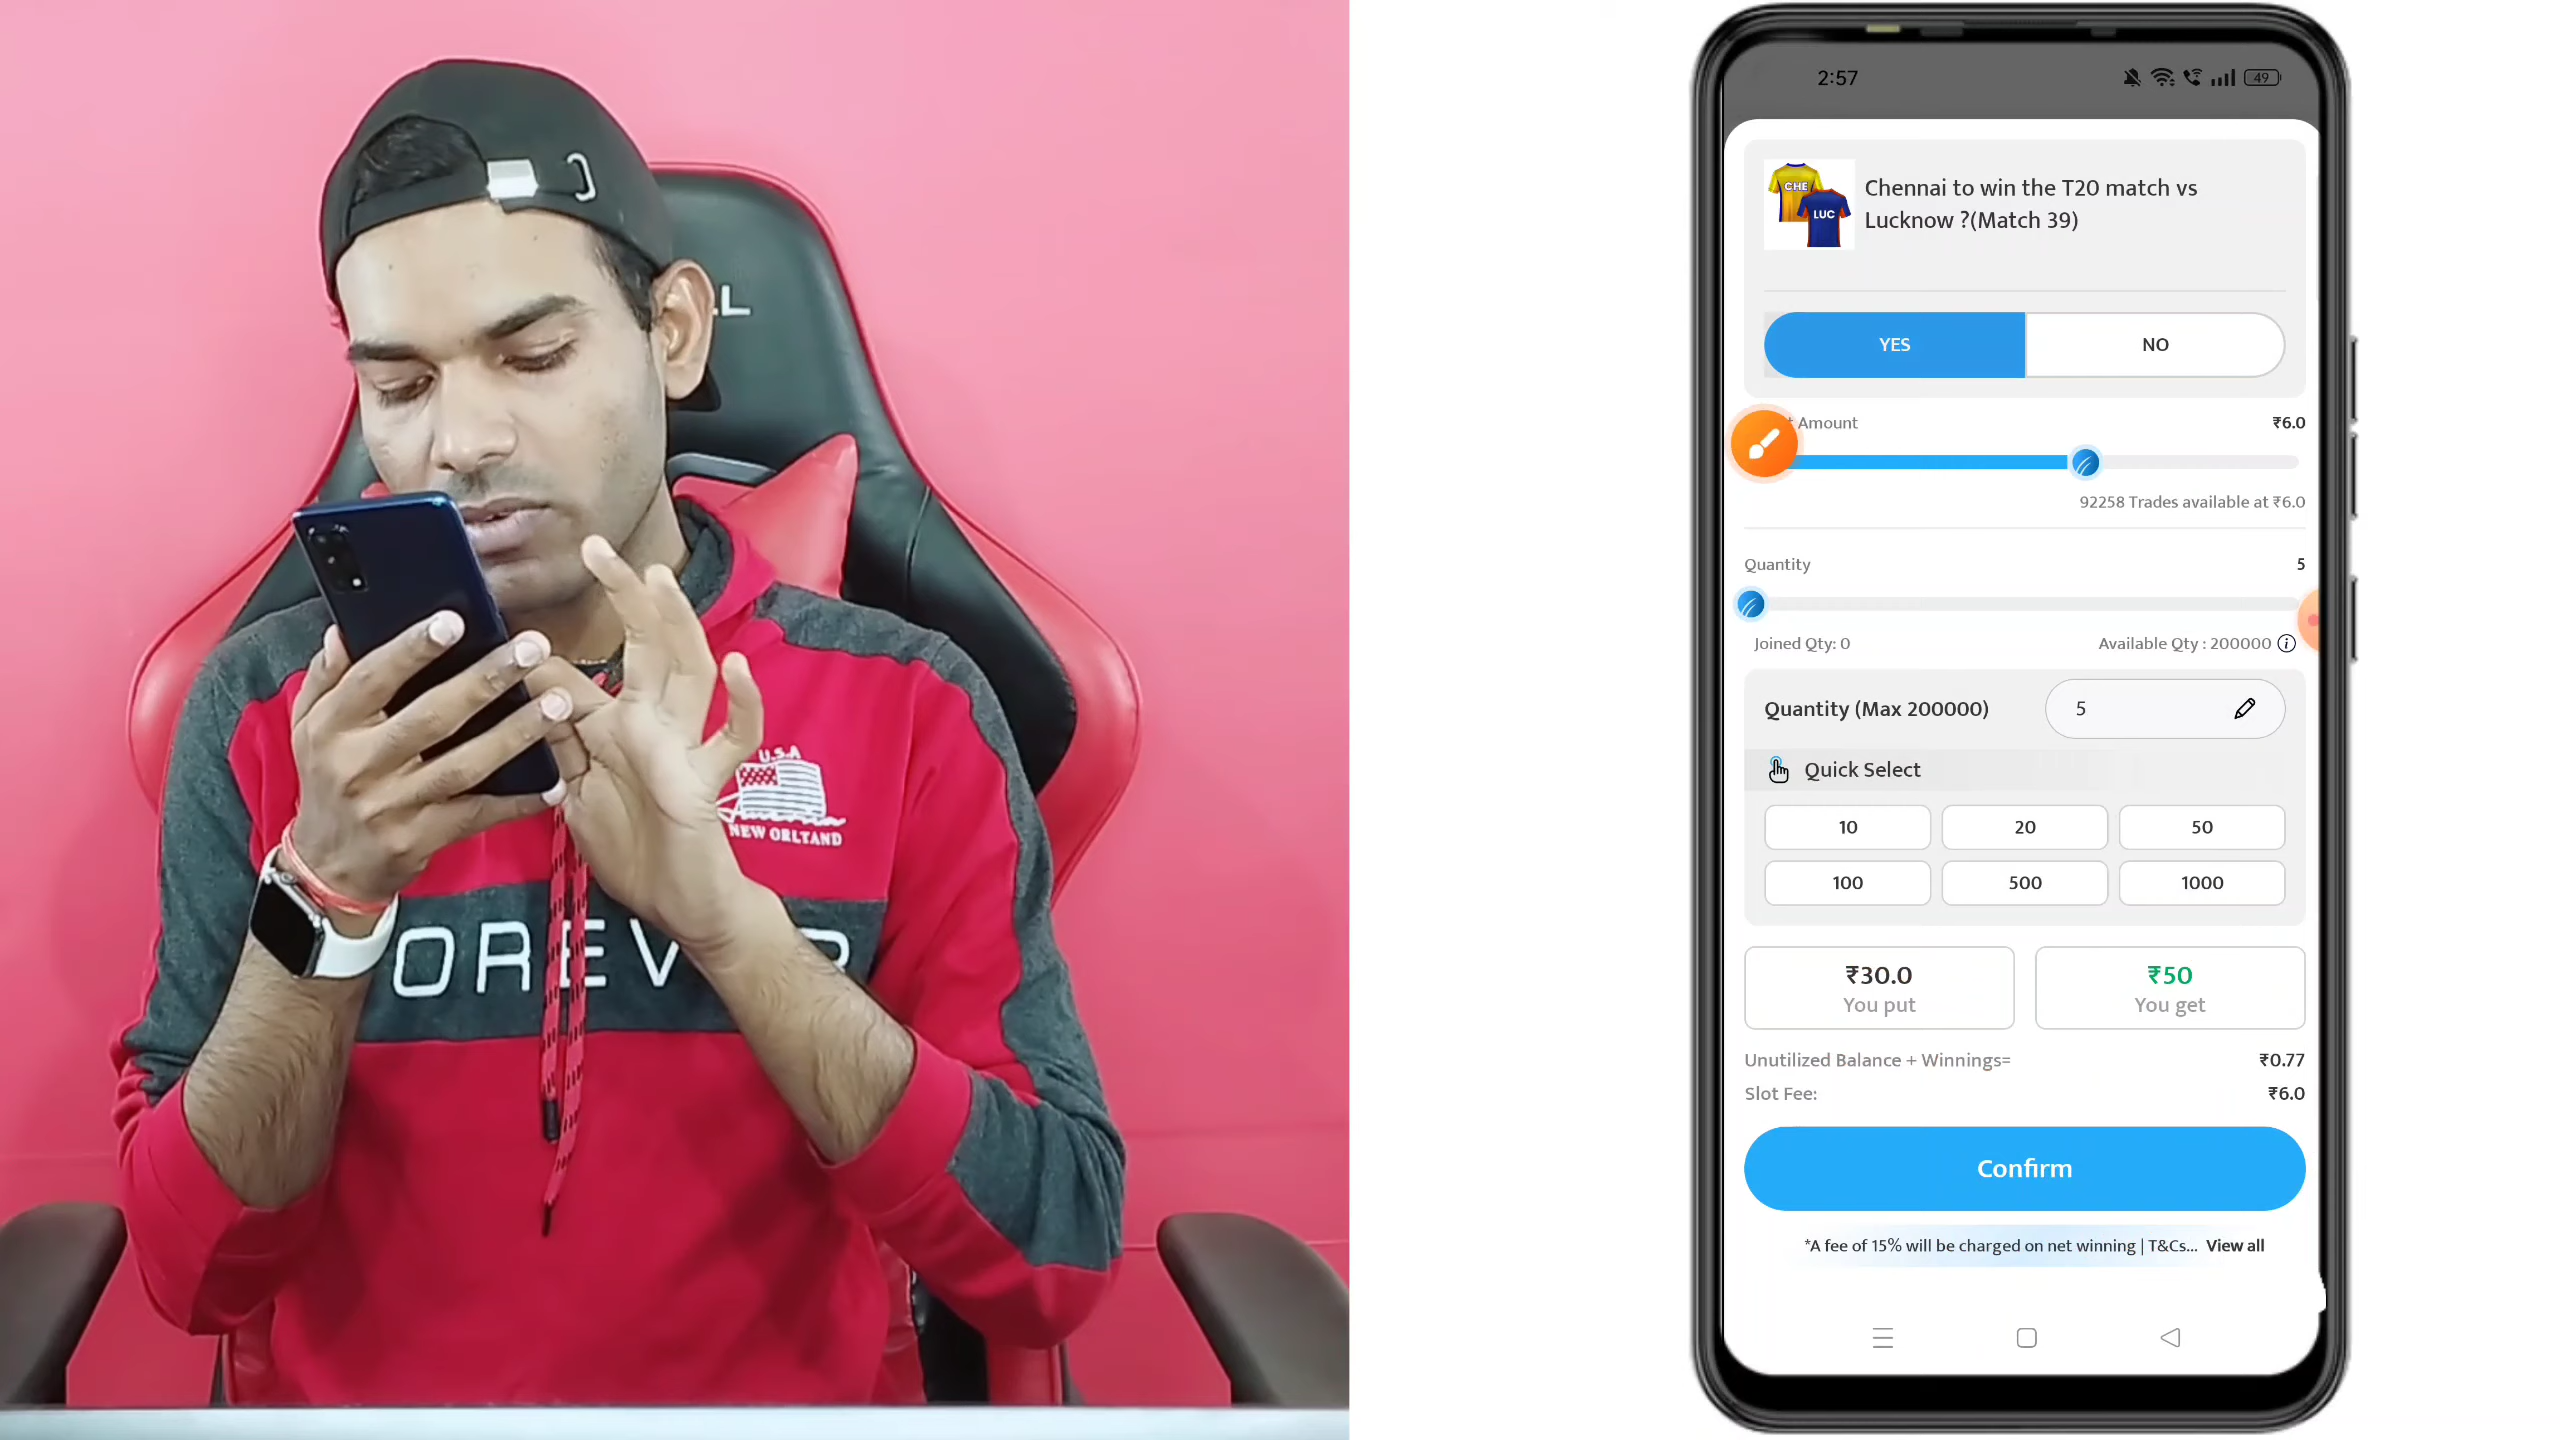 U.S.A
America
NEW ORLTAND
2:57
49
CHE
LUC
Chennai to win the T20 match vs
Lucknow ?(Match 39)
YES
NO
Amount
₹6.0
92258 Trades available at ₹6.0
Quantity
5
Joined Qty: 0
Available Qty : 200000
Quantity (Max 200000)
5
Quick Select
10
20
50
100
500
1000
₹30.0
You put
₹50
You get
Unutilized Balance + Winnings=
₹0.77
Slot Fee:
₹6.0
Confirm
*A fee of 15% will be charged on net winning | T&Cs... View all